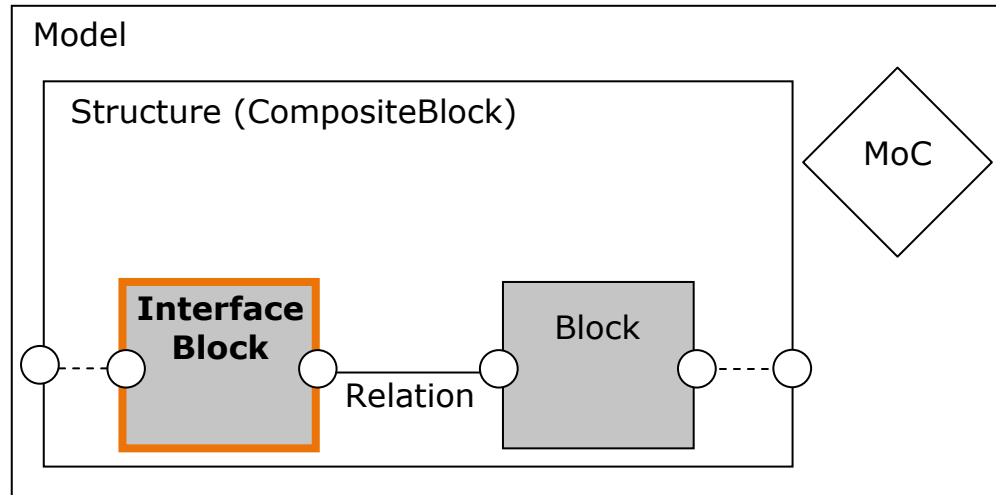 Model
Structure (CompositeBlock)
MoC
Interface
Block
Block
Relation